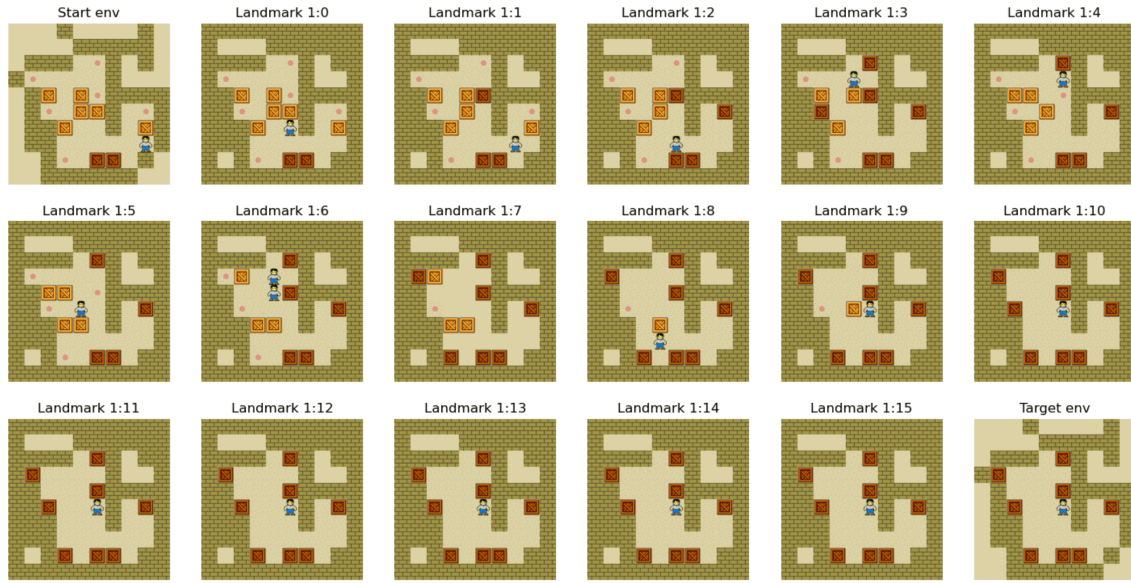 Start env
Landmark 1:0
Landmark 1:1
Landmark 1:2
Landmark 1:3
Landmark 1:4
Landmark 1:5
Landmark 1:6
Landmark 1:7
Landmark 1:8
Landmark 1:9
Landmark 1:10
Landmark 1:11
Landmark 1:12
Landmark 1:13
Landmark 1:14
Landmark 1:15
Target env